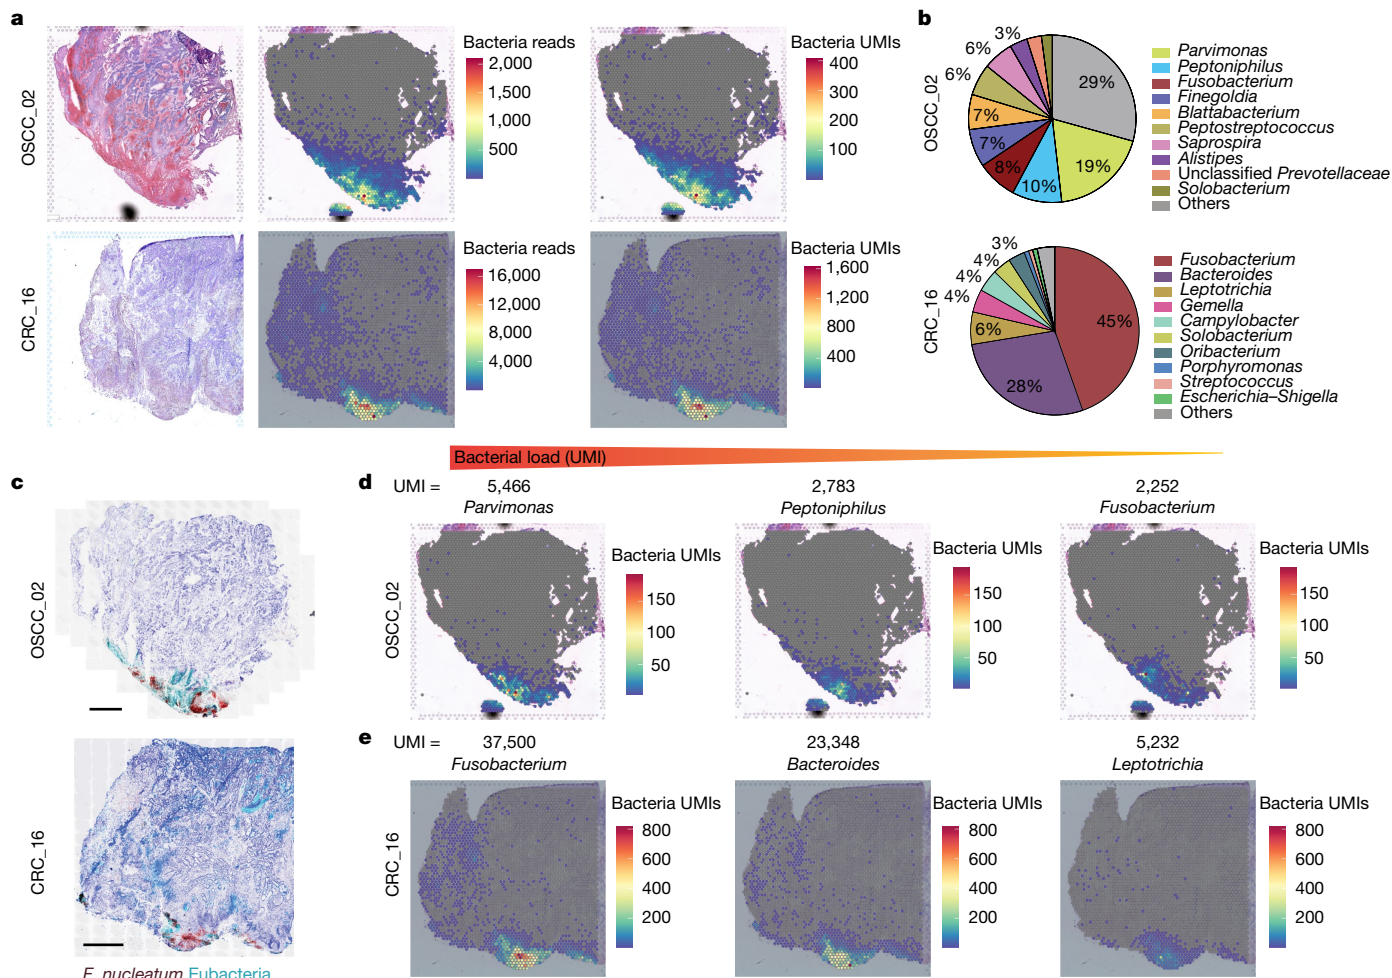 a
OSCC_02
Bacteria reads
2,000
1,500
1,000
500
Bacteria UMIs
400
300
200
100
CRC_16
Bacteria reads
16,000
12,000
8,000
4,000
Bacteria UMIs
1,600
1,200
800
400
b
OSCC_02
3%
6%
6%
7%
7%
8%
10%
19%
29%
Parvimonas
Peptoniphilus
Fusobacterium
Finegoldia
Blattabacterium
Peptostreptococcus
Saprospira
Alistipes
Unclassified Prevotellaceae
Solobacterium
Others
CRC_16
3%
4%
4%
4%
6%
28%
45%
Fusobacterium
Bacteroides
Leptotrichia
Gemella
Campylobacter
Solobacterium
Oribacterium
Porphyromonas
Streptococcus
Escherichia–Shigella
Others
Bacterial load (UMI)
c
OSCC_02
CRC_16
F. nucleatum Eubacteria
d
UMI = 5,466 2,783 2,252
Parvimonas Peptoniphilus Fusobacterium
OSCC_02
Bacteria UMIs
150
100
50
Bacteria UMIs
150
100
50
Bacteria UMIs
150
100
50
e
UMI = 37,500 23,348 5,232
Fusobacterium Bacteroides Leptotrichia
CRC_16
Bacteria UMIs
800
600
400
200
Bacteria UMIs
800
600
400
200
Bacteria UMIs
800
600
400
200